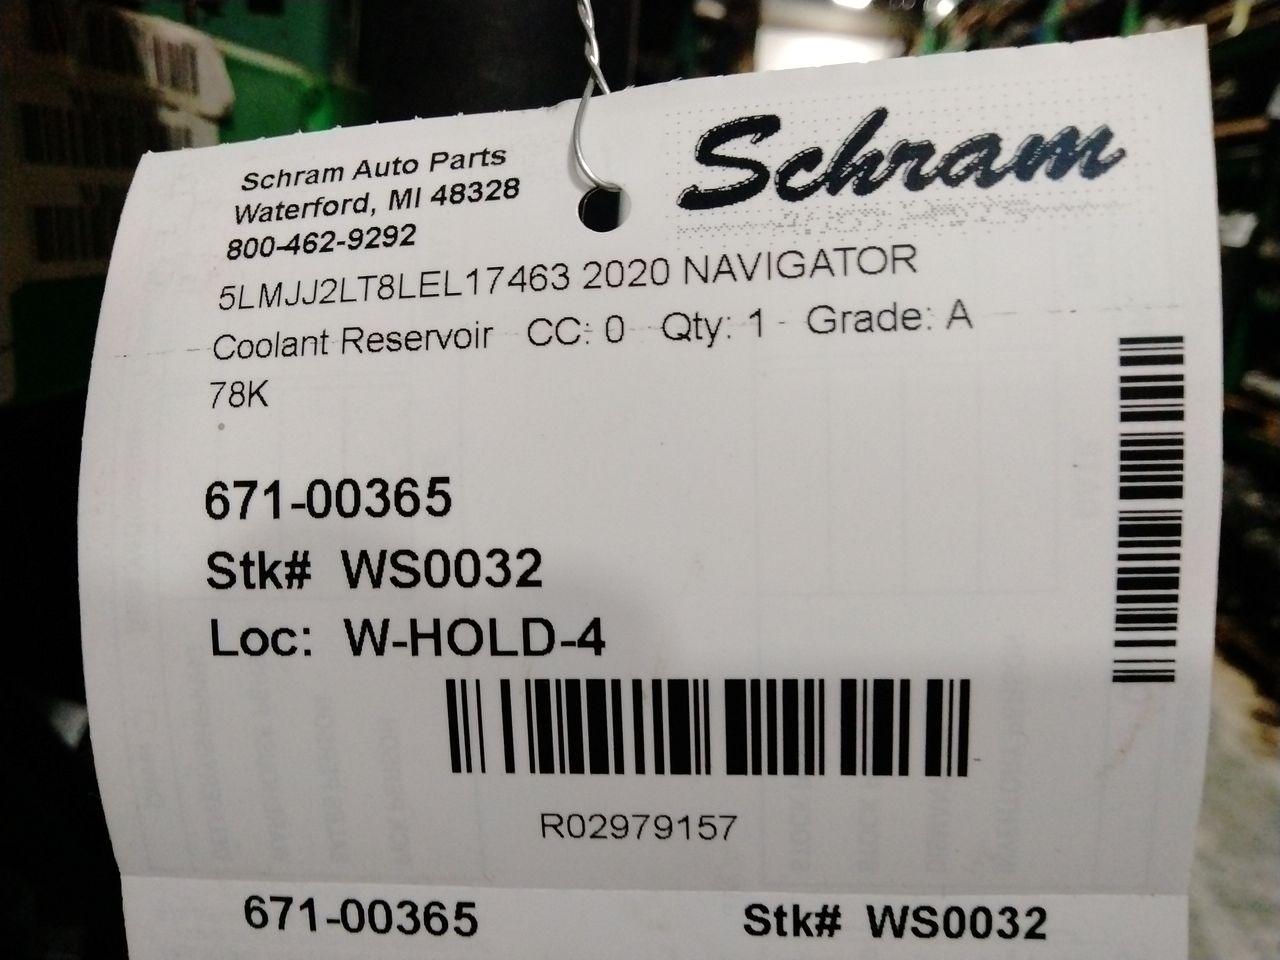 Schram Auto Parts
Waterford, MI 48328
800-462-9292
Schram
5LMJJ2LT8LEL17463 2020 NAVIGATOR
Coolant Reservoir CC: 0 Qty: 1 Grade: A
78K
671-00365
Stk# WS0032
Loc: W-HOLD-4
R02979157
671-00365 Stk# WS0032